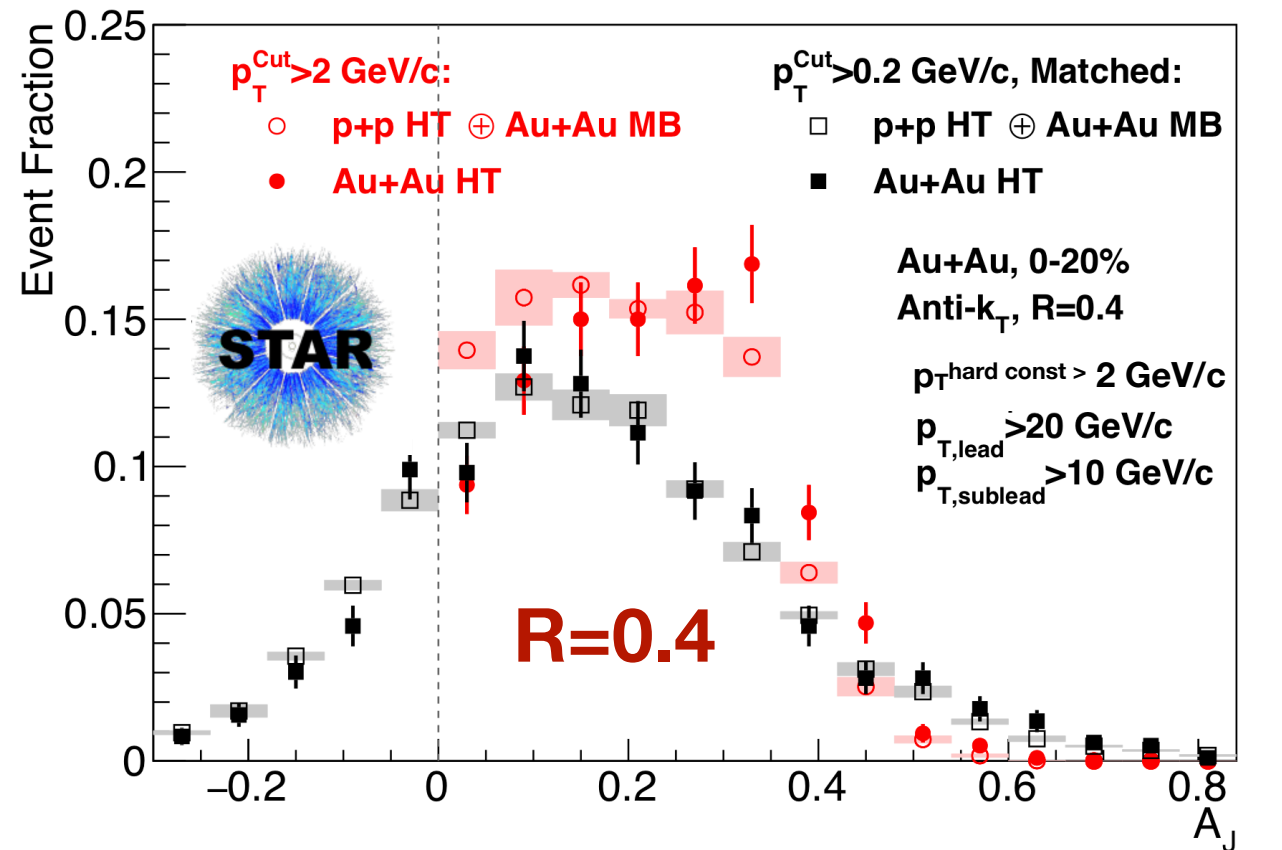 Event Fraction
0.25
0.2
0.15
0.1
0.05
0
p_T^Cut>2 GeV/c:
○ p+p HT ⊕ Au+Au MB
● Au+Au HT
p_T^Cut>0.2 GeV/c, Matched:
□ p+p HT ⊕ Au+Au MB
■ Au+Au HT
STAR
Au+Au, 0-20%
Anti-k_T, R=0.4
p_T^hard const > 2 GeV/c
p_T,lead>20 GeV/c
p_T,sublead>10 GeV/c
R=0.4
−0.2 0 0.2 0.4 0.6 0.8
A_J